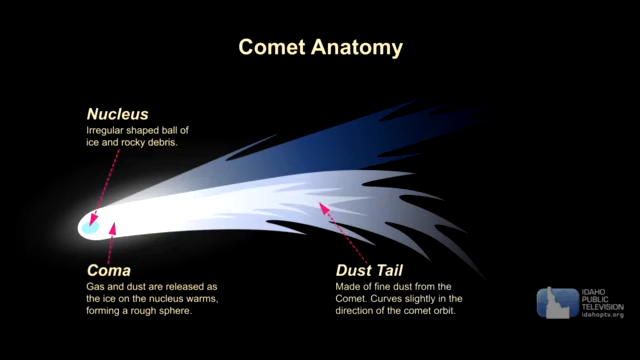 Comet Anatomy
Nucleus
Irregular shaped ball of
ice and rocky debris.
Coma
Gas and dust are released as
the ice on the nucleus warms,
forming a rough sphere.
Dust Tail
Made of fine dust from the
Comet. Curves slightly in the
direction of the comet orbit.
IDAHO
PUBLIC
TELEVISION
idahoptv.org